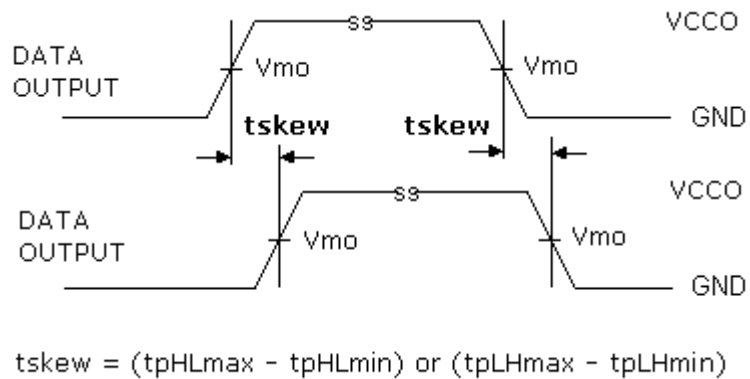 VCCO
DATA
OUTPUT
Vmo
Vmo
GND
tskew
tskew
VCCO
DATA
OUTPUT
Vmo
Vmo
GND
tskew = (tpHLmax - tpHLmin) or (tpLHmax - tpLHmin)